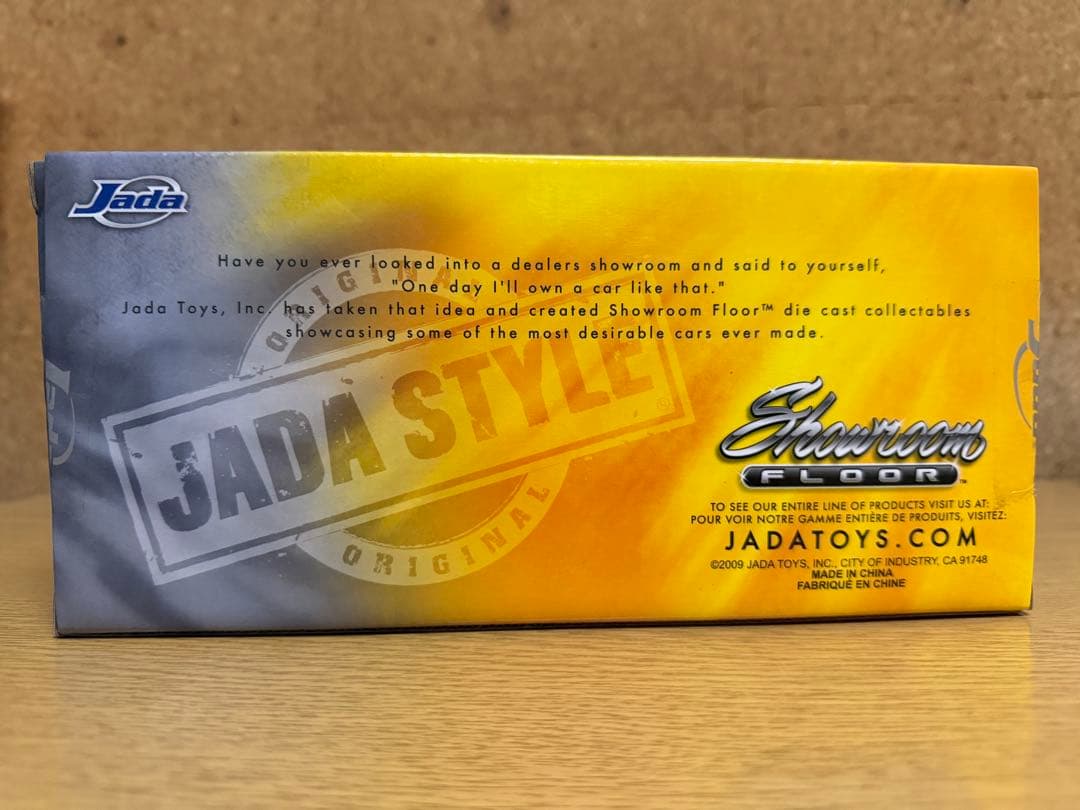 Jada
Have you ever looked into a dealers showroom and said to yourself,
"One day I'll own a car like that."
Jada Toys, Inc. has taken that idea and created Showroom Floor™ die cast collectables
showcasing some of the most desirable cars ever made.
ORIGINAL
JADA STYLE®
ORIGINAL
Showroom
FLOOR™
TO SEE OUR ENTIRE LINE OF PRODUCTS VISIT US AT:
POUR VOIR NOTRE GAMME ENTIÈRE DE PRODUITS, VISITEZ:
JADATOYS.COM
©2009 JADA TOYS, INC., CITY OF INDUSTRY, CA 91748
MADE IN CHINA
FABRIQUÉ EN CHINE